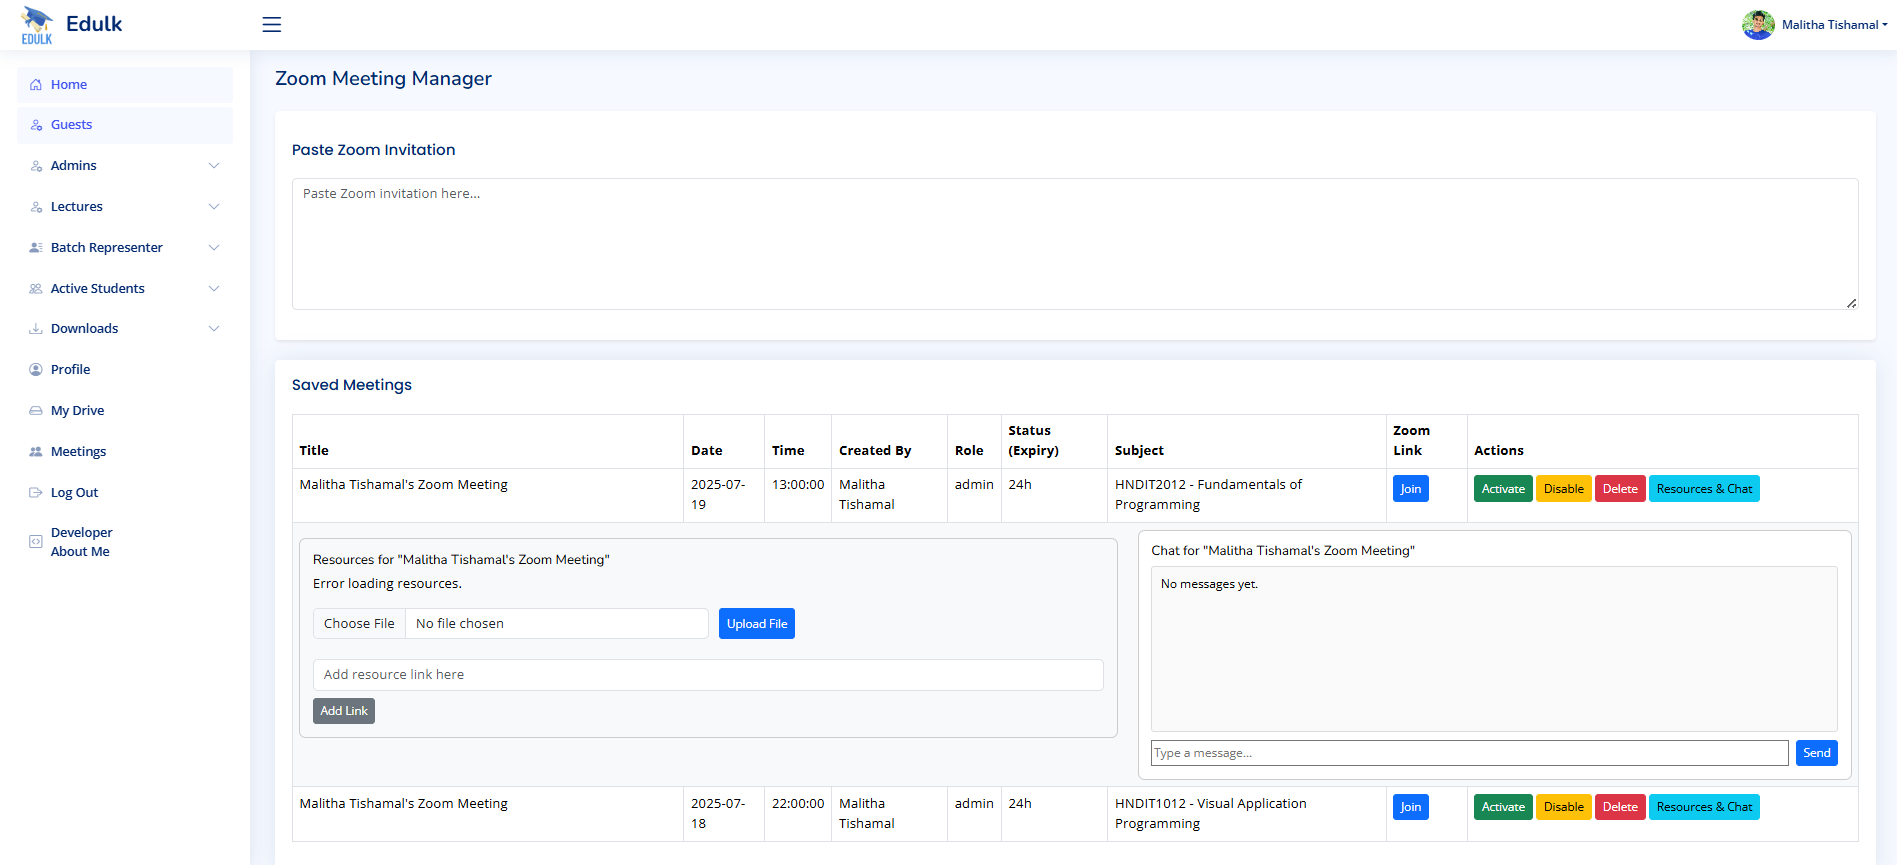 EDULK
Edulk
Malitha Tishamal
Home
Guests
Admins
Lectures
Batch Representer
Active Students
Downloads
Profile
My Drive
Meetings
Log Out
Developer
About Me
Zoom Meeting Manager
Paste Zoom Invitation
Paste Zoom invitation here...
Saved Meetings
Title Date Time Created By Role Status (Expiry) Subject Zoom Link Actions
Malitha Tishamal's Zoom Meeting 2025-07-19 13:00:00 Malitha Tishamal admin 24h HNDIT2012 - Fundamentals of Programming Join Activate Disable Delete Resources & Chat
Resources for "Malitha Tishamal's Zoom Meeting"
Error loading resources.
Choose File No file chosen Upload File
Add resource link here
Add Link
Chat for "Malitha Tishamal's Zoom Meeting"
No messages yet.
Type a message... Send
Malitha Tishamal's Zoom Meeting 2025-07-18 22:00:00 Malitha Tishamal admin 24h HNDIT1012 - Visual Application Programming Join Activate Disable Delete Resources & Chat